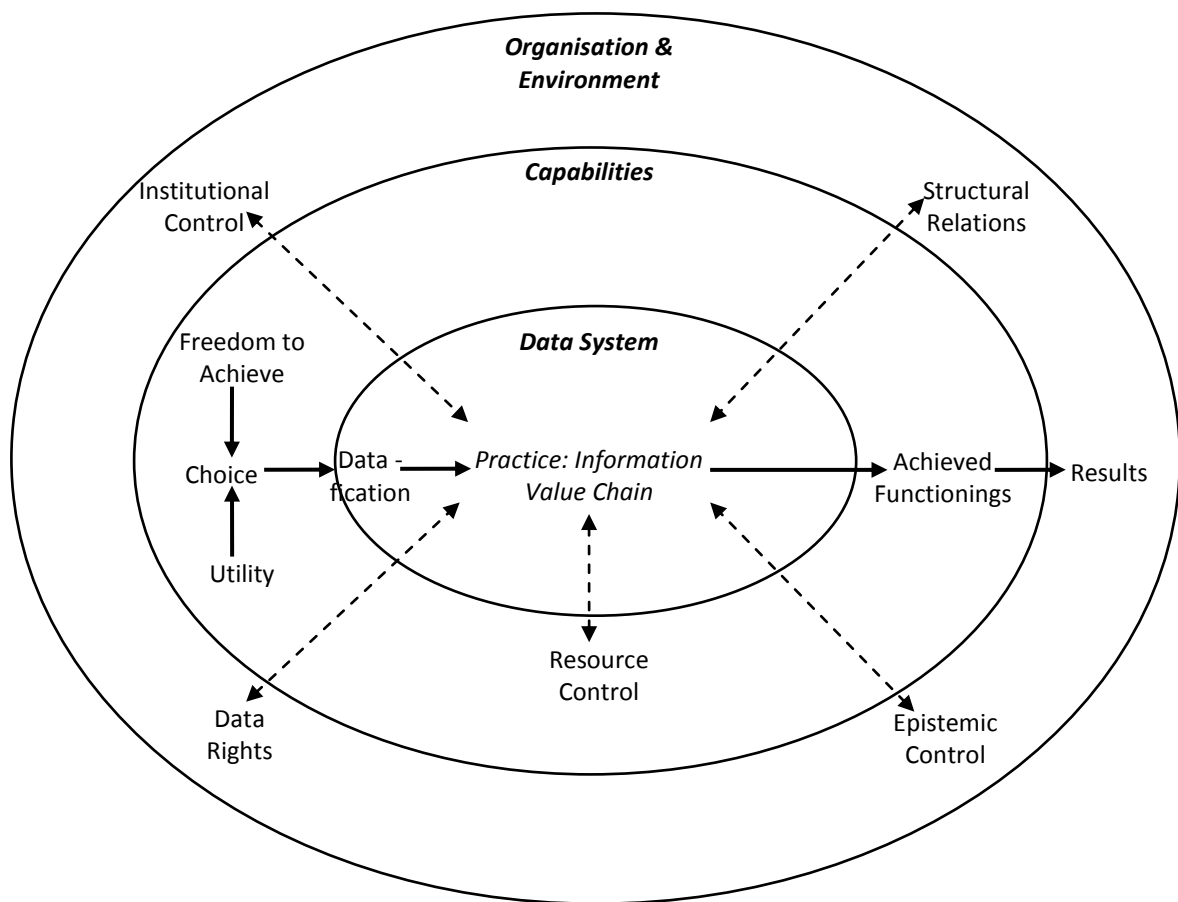 Organisation &
Environment
Capabilities
Institutional
Control
Structural
Relations
Data System
Freedom to
Achieve
Choice
Data -
fication
Practice: Information
Value Chain
Achieved
Functionings
Results
Utility
Resource
Control
Data
Rights
Epistemic
Control